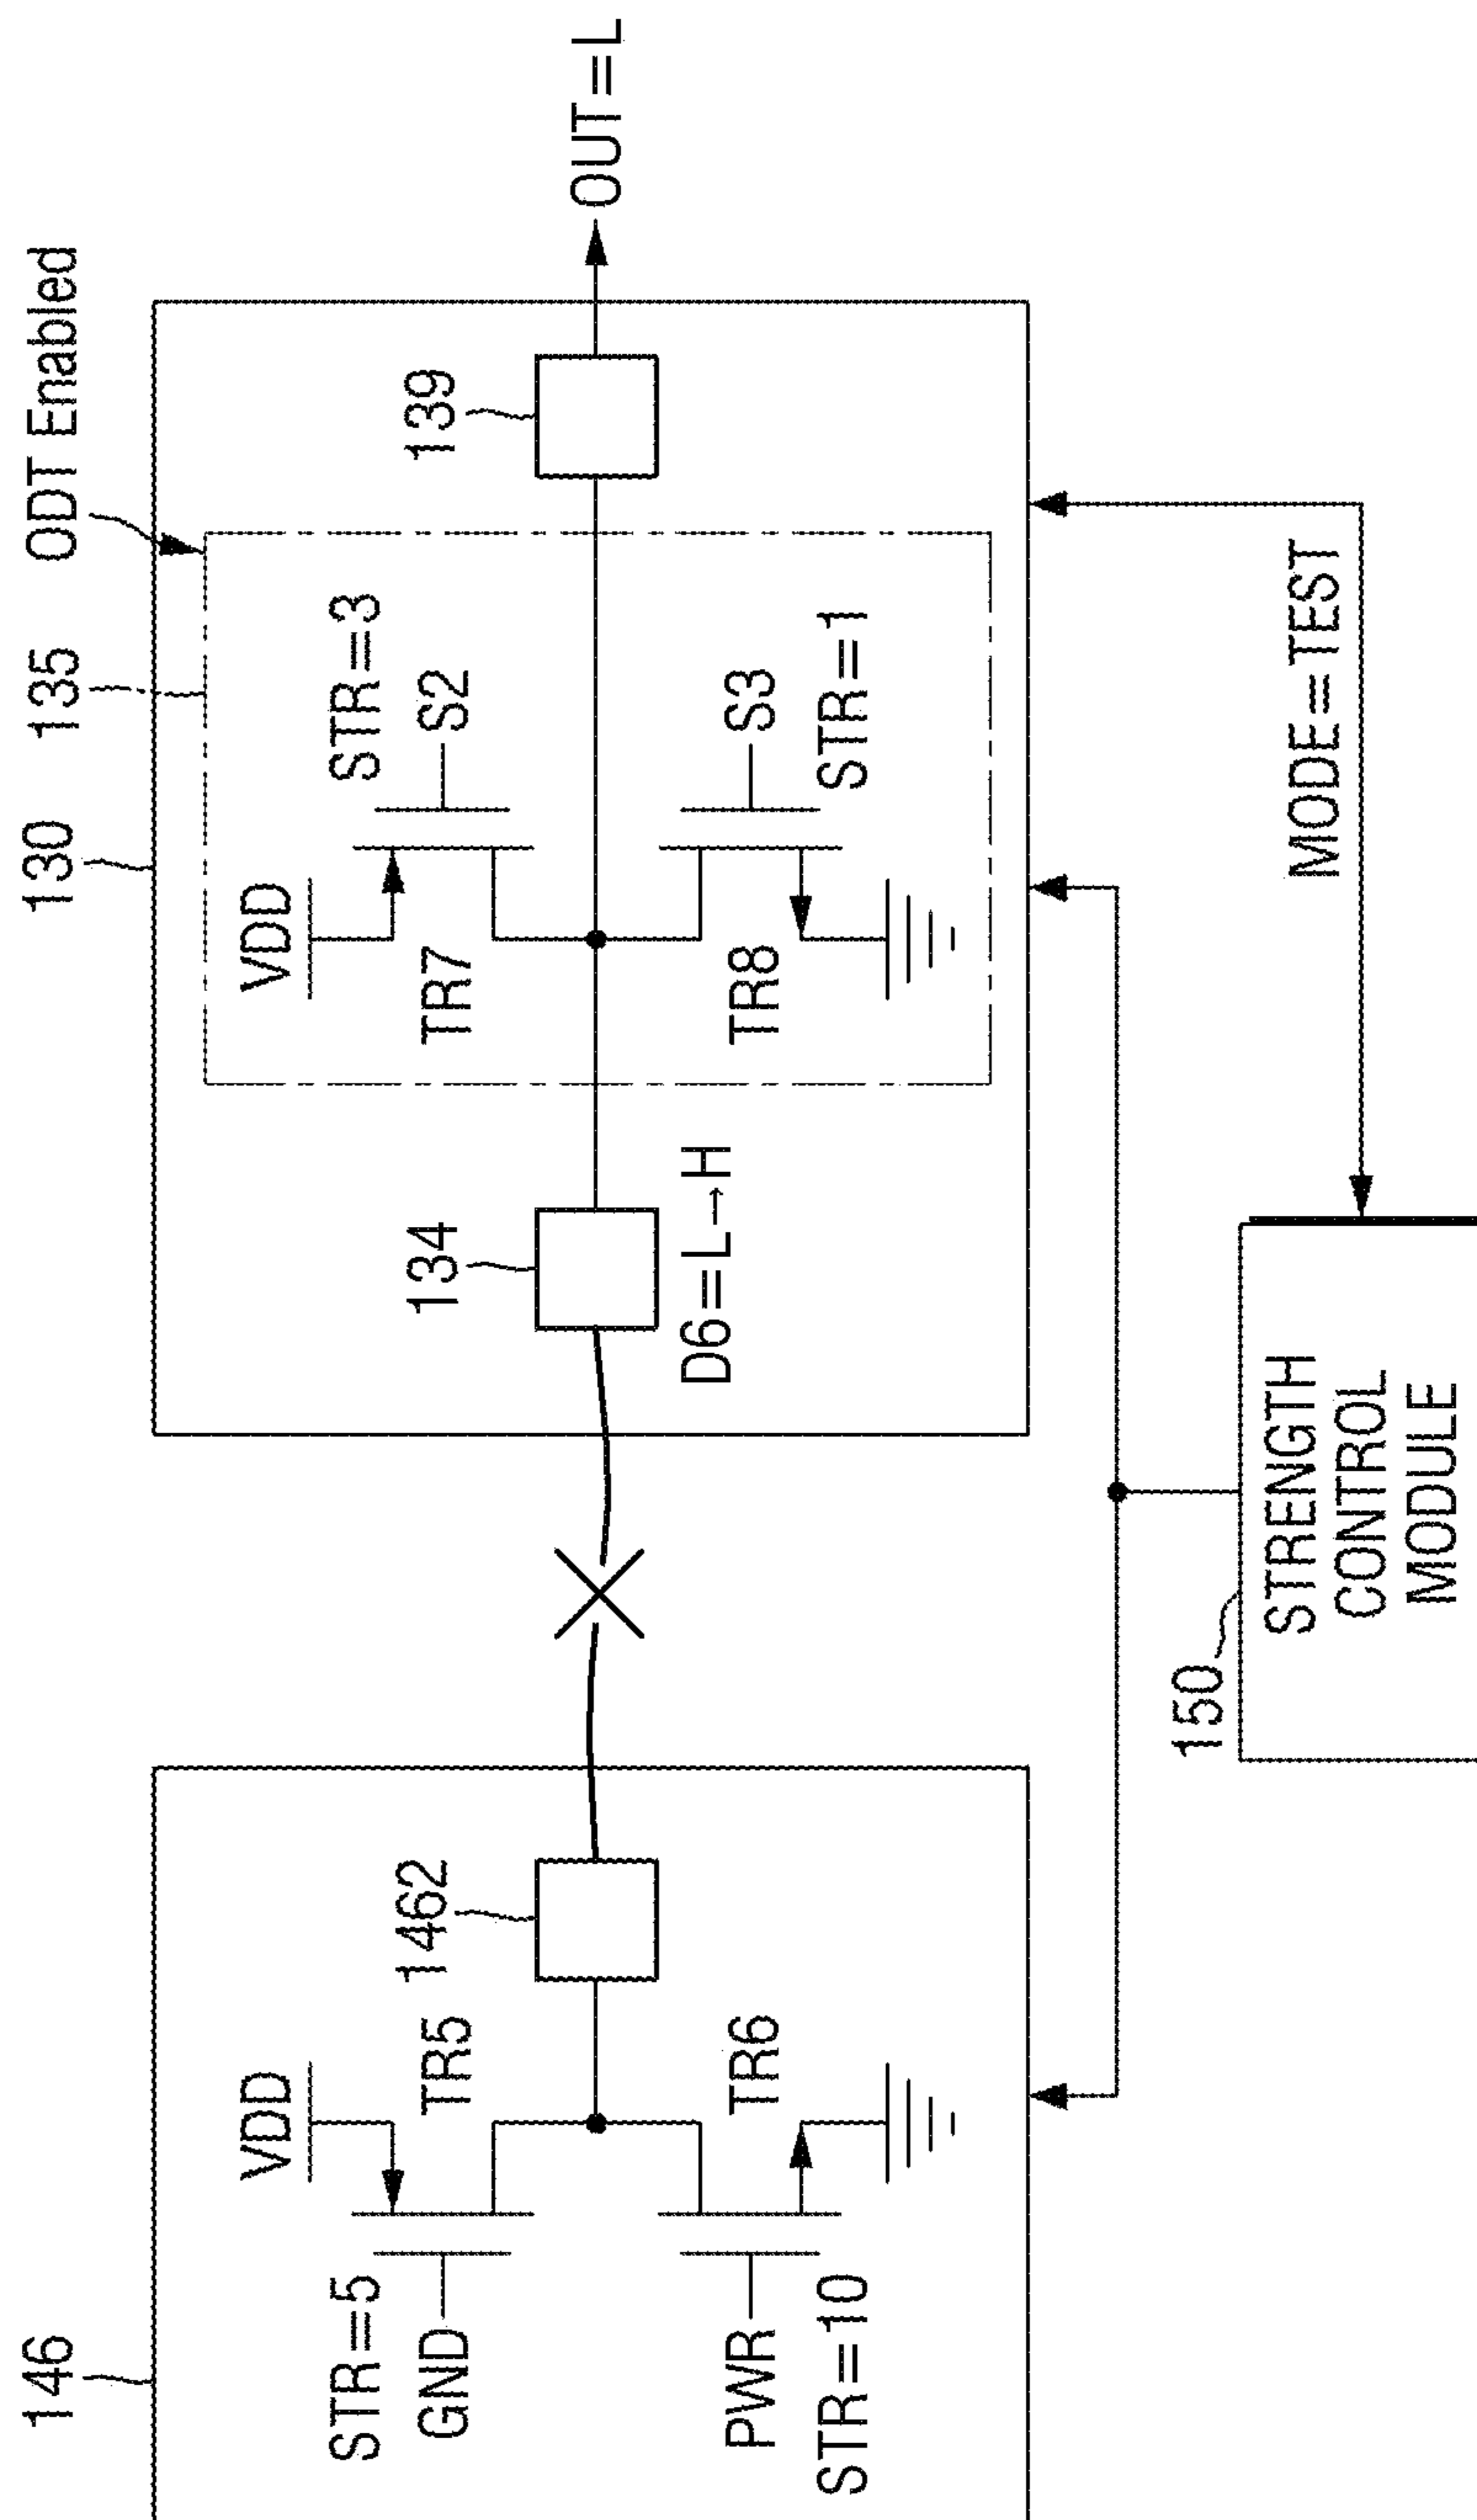 146
130
135
ODT Enabled
VDD
VDD
STR=5
STR=3
GND
TR5
1462
134
TR7
S2
139
OUT=L
PWR
TR6
D6=L→H
TR8
S3
STR=10
STR=1
150
STRENGTH
CONTROL
MODULE
MODE=TEST